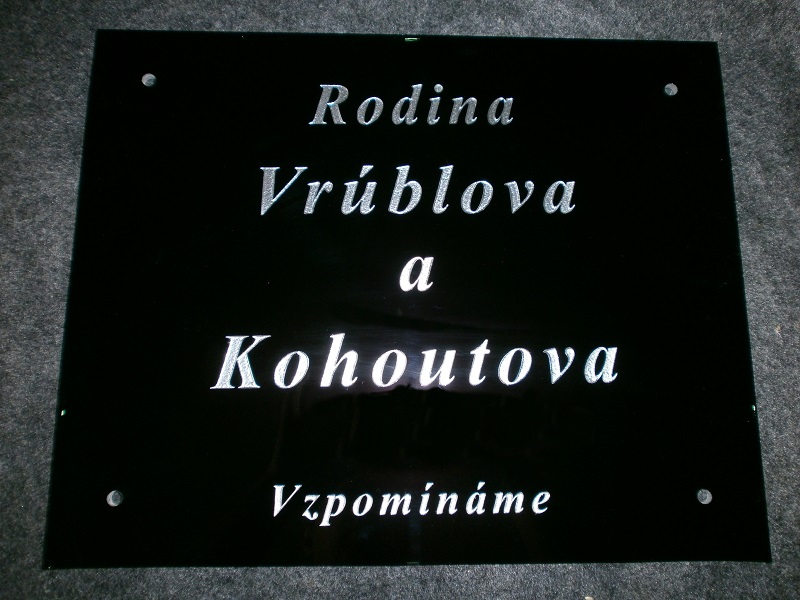 Rodina
Vrúblova
a
Kohoutova
Vzpomínáme